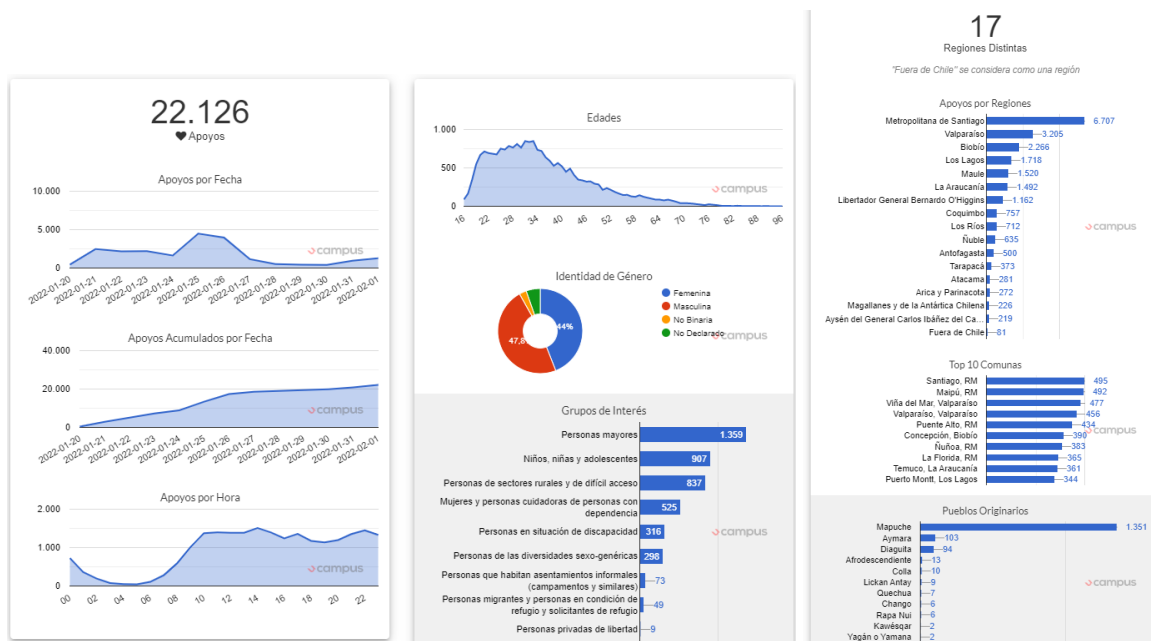 22.126
Apoyos
Apoyos por Fecha
10.000
5.000
0
2022-01-20
2022-01-21
2022-01-22
2022-01-23
2022-01-24
2022-01-25
2022-01-26
2022-01-27
2022-01-28
2022-01-29
2022-01-30
2022-01-31
2022-02-01
campus
Apoyos Acumulados por Fecha
40.000
20.000
0
2022-01-20
2022-01-21
2022-01-22
2022-01-23
2022-01-24
2022-01-25
2022-01-26
2022-01-27
2022-01-28
2022-01-29
2022-01-30
2022-01-31
2022-02-01
campus
Apoyos por Hora
2.000
1.000
0
00 02 04 06 08 10 12 14 16 18 20 22
campus
Edades
1.000
500
0
16 22 28 34 40 46 52 58 64 70 76 82 88 96
campus
Identidad de Género
44%
47,8
Femenina
Masculina
No Binaria
No Declarado
campus
Grupos de Interés
Personas mayores 1.359
Niños, niñas y adolescentes 907
Personas de sectores rurales y de difícil acceso 837
Mujeres y personas cuidadoras de personas con
dependencia 525
Personas en situación de discapacidad 316
Personas de las diversidades sexo-genéricas 298
Personas que habitan asentamientos informales
(campamentos y similares) 73
Personas migrantes y personas en condición de
refugio y solicitantes de refugio 49
Personas privadas de libertad 9
campus
17
Regiones Distintas
"Fuera de Chile" se considera como una región
Apoyos por Regiones
Metropolitana de Santiago 6.707
Valparaíso 3.205
Biobío 2.266
Los Lagos 1.718
Maule 1.520
La Araucanía 1.492
Libertador General Bernardo O'Higgins 1.162
Coquimbo 757
Los Ríos 712
Ñuble 635
Antofagasta 500
Tarapacá 373
Atacama 281
Arica y Parinacota 272
Magallanes y de la Antártica Chilena 226
Aysén del General Carlos Ibáñez del Ca... 219
Fuera de Chile 81
campus
Top 10 Comunas
Santiago, RM 495
Maipú, RM 492
Viña del Mar, Valparaíso 477
Valparaíso, Valparaíso 456
Puente Alto, RM 434
Concepción, Biobío 390
Ñuñoa, RM 383
La Florida, RM 365
Temuco, La Araucanía 361
Puerto Montt, Los Lagos 344
campus
Pueblos Originarios
Mapuche 1.351
Aymara 103
Diaguita 94
Afrodescendiente 13
Colla 10
Lickan Antay 9
Quechua 7
Chango 6
Rapa Nui 6
Kawésqar 2
Yagán o Yamana 2
campus